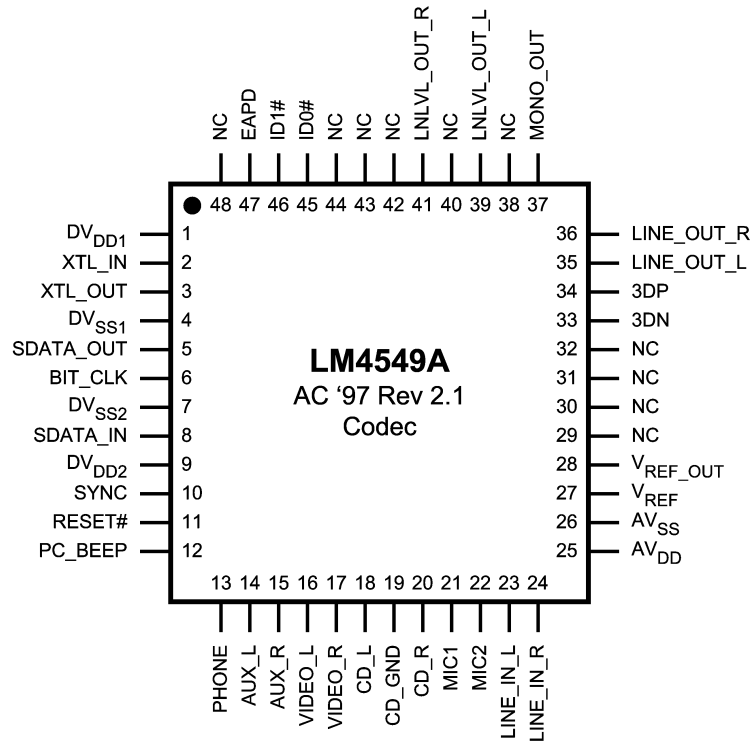 NC
EAPD
ID1#
ID0#
NC
NC
NC
LNLVL_OUT_R
NC
LNLVL_OUT_L
NC
MONO_OUT
48 47 46 45 44 43 42 41 40 39 38 37
DVDD1 1
XTL_IN 2
XTL_OUT 3
DVSS1 4
SDATA_OUT 5
BIT_CLK 6
DVSS2 7
SDATA_IN 8
DVDD2 9
SYNC 10
RESET# 11
PC_BEEP 12
LM4549A
AC ‘97 Rev 2.1
Codec
36 LINE_OUT_R
35 LINE_OUT_L
34 3DP
33 3DN
32 NC
31 NC
30 NC
29 NC
28 VREF_OUT
27 VREF
26 AVSS
25 AVDD
13 14 15 16 17 18 19 20 21 22 23 24
PHONE
AUX_L
AUX_R
VIDEO_L
VIDEO_R
CD_L
CD_GND
CD_R
MIC1
MIC2
LINE_IN_L
LINE_IN_R